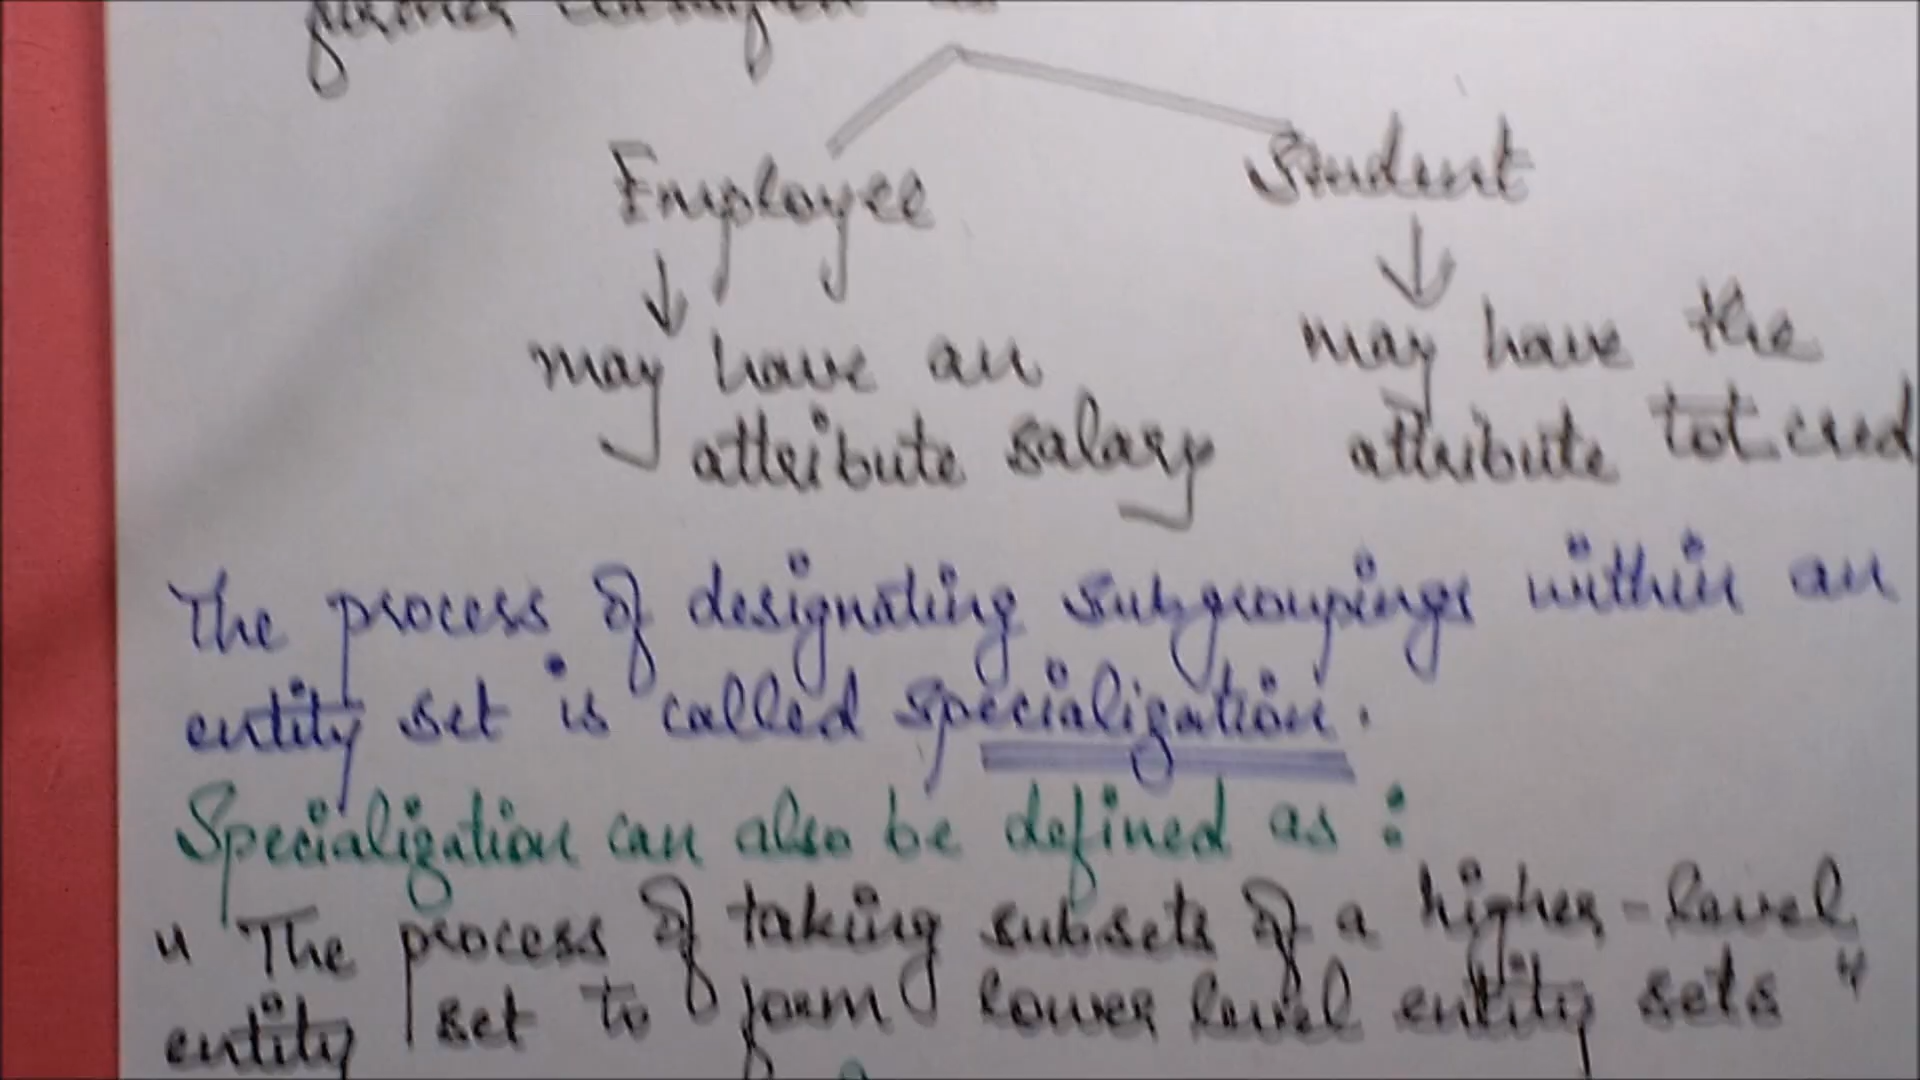 Employee Student
may have an may have the
attribute salary attribute tot_cred
The process of designating subgroupings within an
entity set is called specialization.
Specialization can also be defined as :
" The process of taking subsets of a higher-level
entity set to form lower level entity sets "